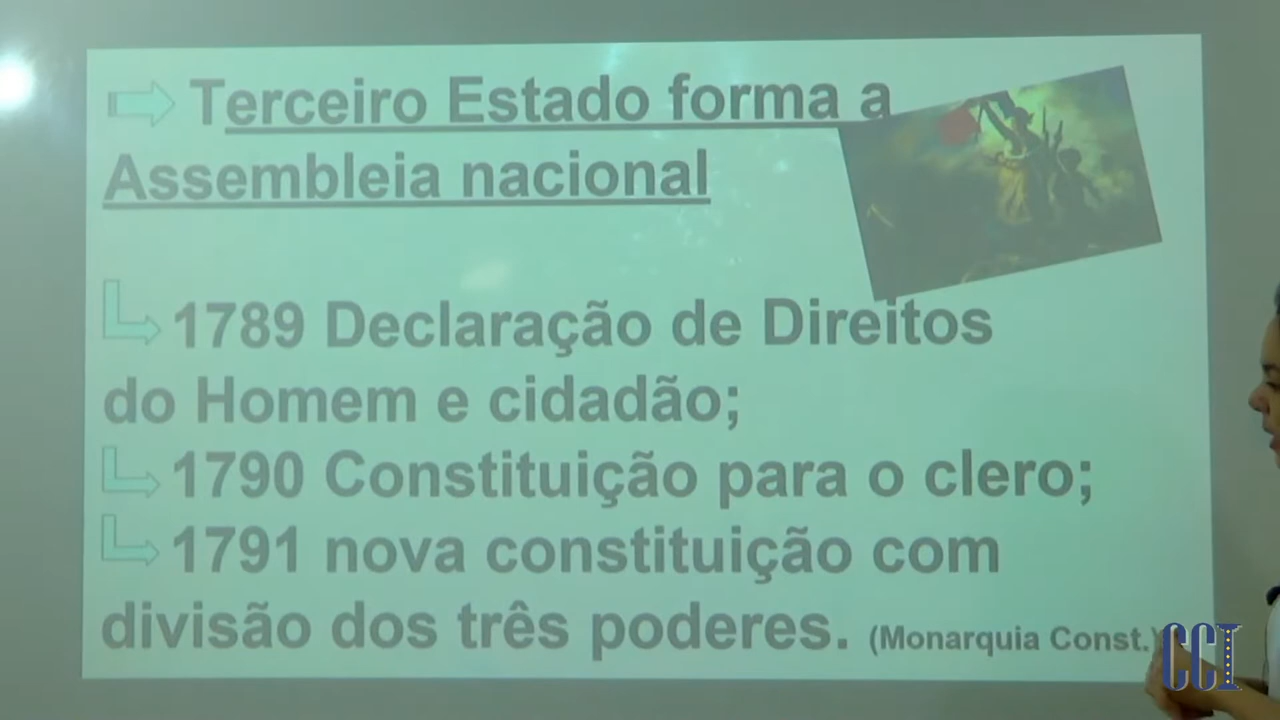 Terceiro Estado forma a
Assembleia nacional
1789 Declaração de Direitos
do Homem e cidadão;
1790 Constituição para o clero;
1791 nova constituição com
divisão dos três poderes. (Monarquia Const.)
CCI